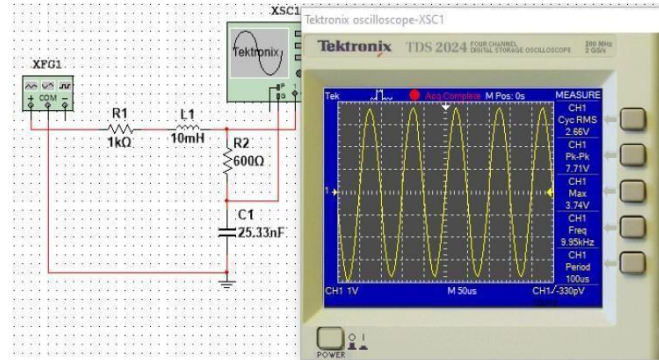 XSC1
Tektronix
XFG1
COM
R1
1kΩ
L1
10mH
R2
600Ω
C1
25.33nF
Tektronix oscilloscope-XSC1
Tektronix TDS 2024 FOUR CHANNEL DIGITAL STORAGE OSCILLOSCOPE 200 MHz 2 GS/s
Tek Acq Complete M Pos: 0s MEASURE
CH1
Cyc RMS
2.66V
CH1
Pk-Pk
7.71V
CH1
Max
3.74V
CH1
Freq
9.95kHz
CH1
Period
100us
1
CH1 1V M 50us CH1/-330pV
POWER